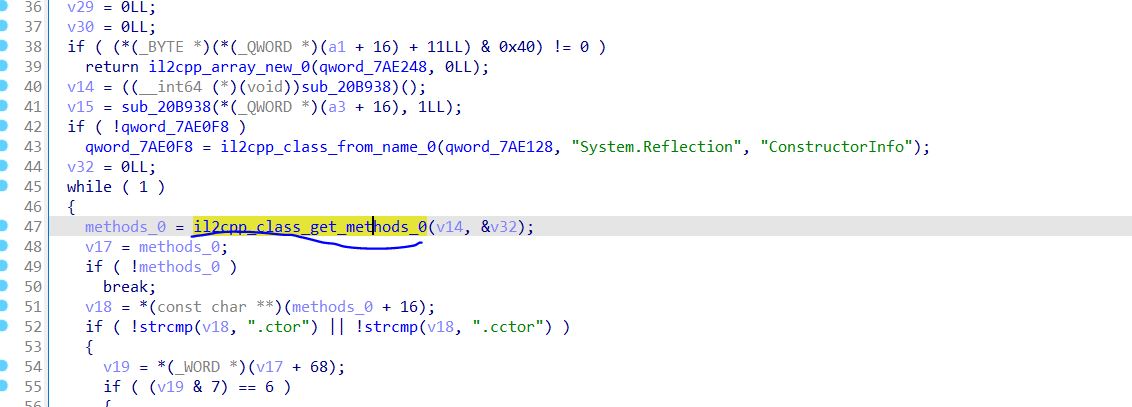 36 v29 = 0LL;
37 v30 = 0LL;
38 if ( (*(_BYTE *)(*(_QWORD *)(a1 + 16) + 11LL) & 0x40) != 0 )
39 return il2cpp_array_new_0(qword_7AE248, 0LL);
40 v14 = ((__int64 (*)(void))sub_20B938)();
41 v15 = sub_20B938(*(_QWORD *)(a3 + 16), 1LL);
42 if ( !qword_7AE0F8 )
43 qword_7AE0F8 = il2cpp_class_from_name_0(qword_7AE128, "System.Reflection", "ConstructorInfo");
44 v32 = 0LL;
45 while ( 1 )
46 {
47 methods_0 = il2cpp_class_get_methods_0(v14, &v32);
48 v17 = methods_0;
49 if ( !methods_0 )
50 break;
51 v18 = *(const char **)(methods_0 + 16);
52 if ( !strcmp(v18, ".ctor") || !strcmp(v18, ".cctor") )
53 {
54 v19 = *(_WORD *)(v17 + 68);
55 if ( (v19 & 7) == 6 )
56 {